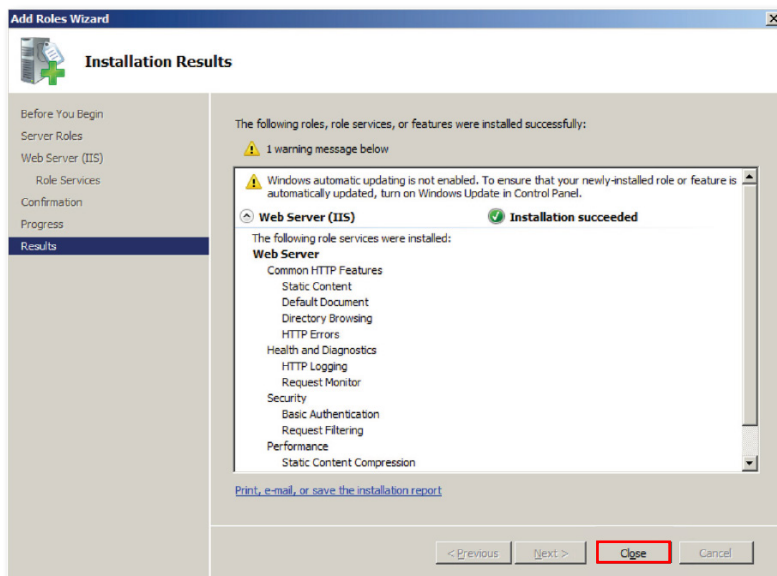 Add Roles Wizard
Installation Results
Before You Begin
Server Roles
Web Server (IIS)
Role Services
Confirmation
Progress
Results
The following roles, role services, or features were installed successfully:
1 warning message below
Windows automatic updating is not enabled. To ensure that your newly-installed role or feature is
automatically updated, turn on Windows Update in Control Panel.
Web Server (IIS) Installation succeeded
The following role services were installed:
Web Server
Common HTTP Features
Static Content
Default Document
Directory Browsing
HTTP Errors
Health and Diagnostics
HTTP Logging
Request Monitor
Security
Basic Authentication
Request Filtering
Performance
Static Content Compression
Print, e-mail, or save the installation report
< Previous Next > Close Cancel